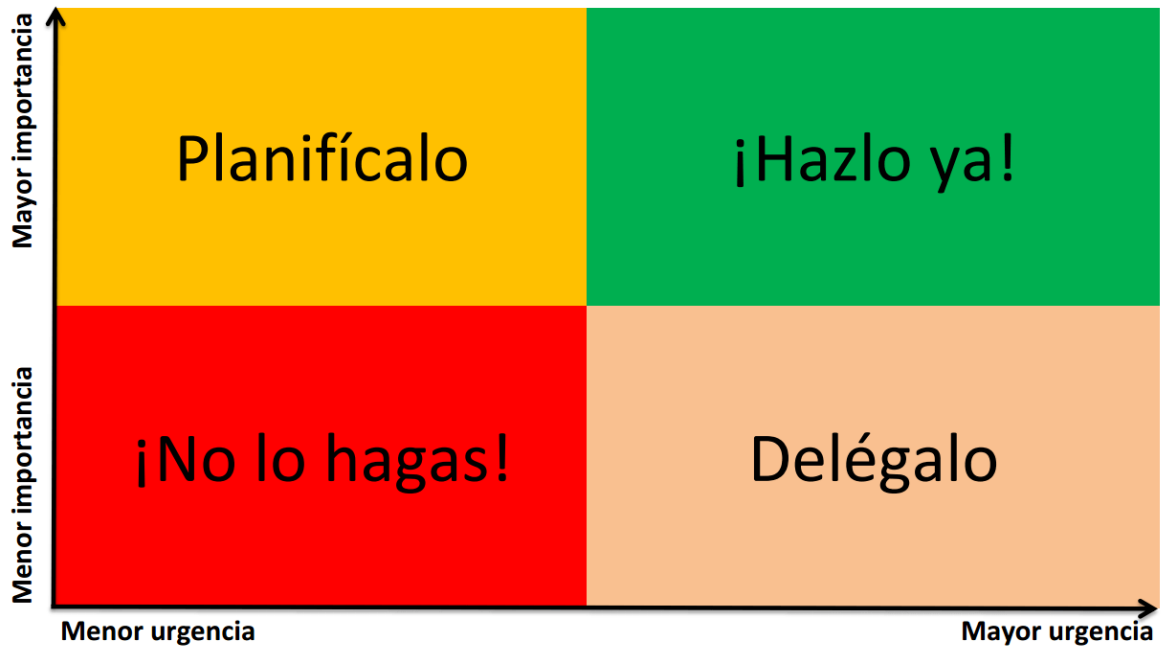 Mayor importancia
Planifícalo
¡Hazlo ya!
Menor importancia
¡No lo hagas!
Delégalo
Menor urgencia
Mayor urgencia